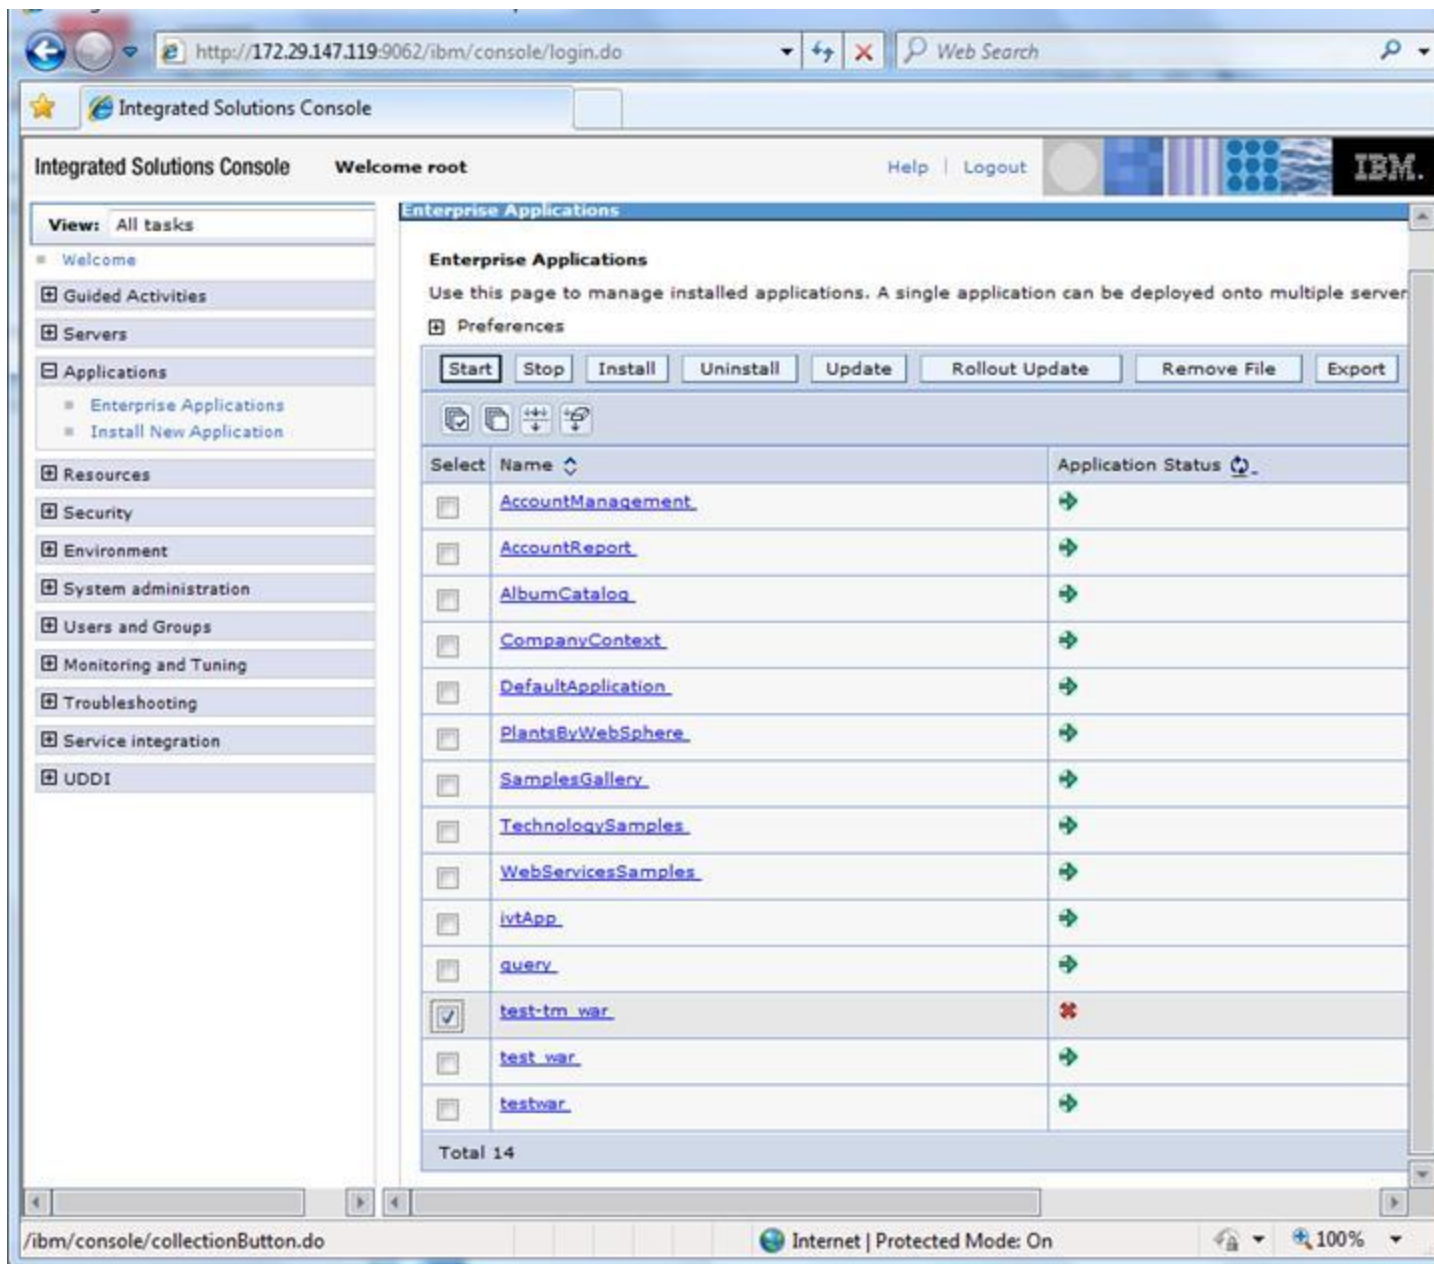 http://172.29.147.119:9062/ibm/console/login.do
Web Search
Integrated Solutions Console
Integrated Solutions Console
Welcome root
Help | Logout
IBM.
View: All tasks
Welcome
Guided Activities
Servers
Applications
Enterprise Applications
Install New Application
Resources
Security
Environment
System administration
Users and Groups
Monitoring and Tuning
Troubleshooting
Service integration
UDDI
Enterprise Applications
Enterprise Applications
Use this page to manage installed applications. A single application can be deployed onto multiple server
Preferences
Start Stop Install Uninstall Update Rollout Update Remove File Export
Select Name Application Status
AccountManagement
AccountReport
AlbumCatalog
CompanyContext
DefaultApplication
PlantsByWebSphere
SamplesGallery
TechnologySamples
WebServicesSamples
ivtApp
query
test-tm_war
test_war
testwar
Total 14
/ibm/console/collectionButton.do
Internet | Protected Mode: On
100%